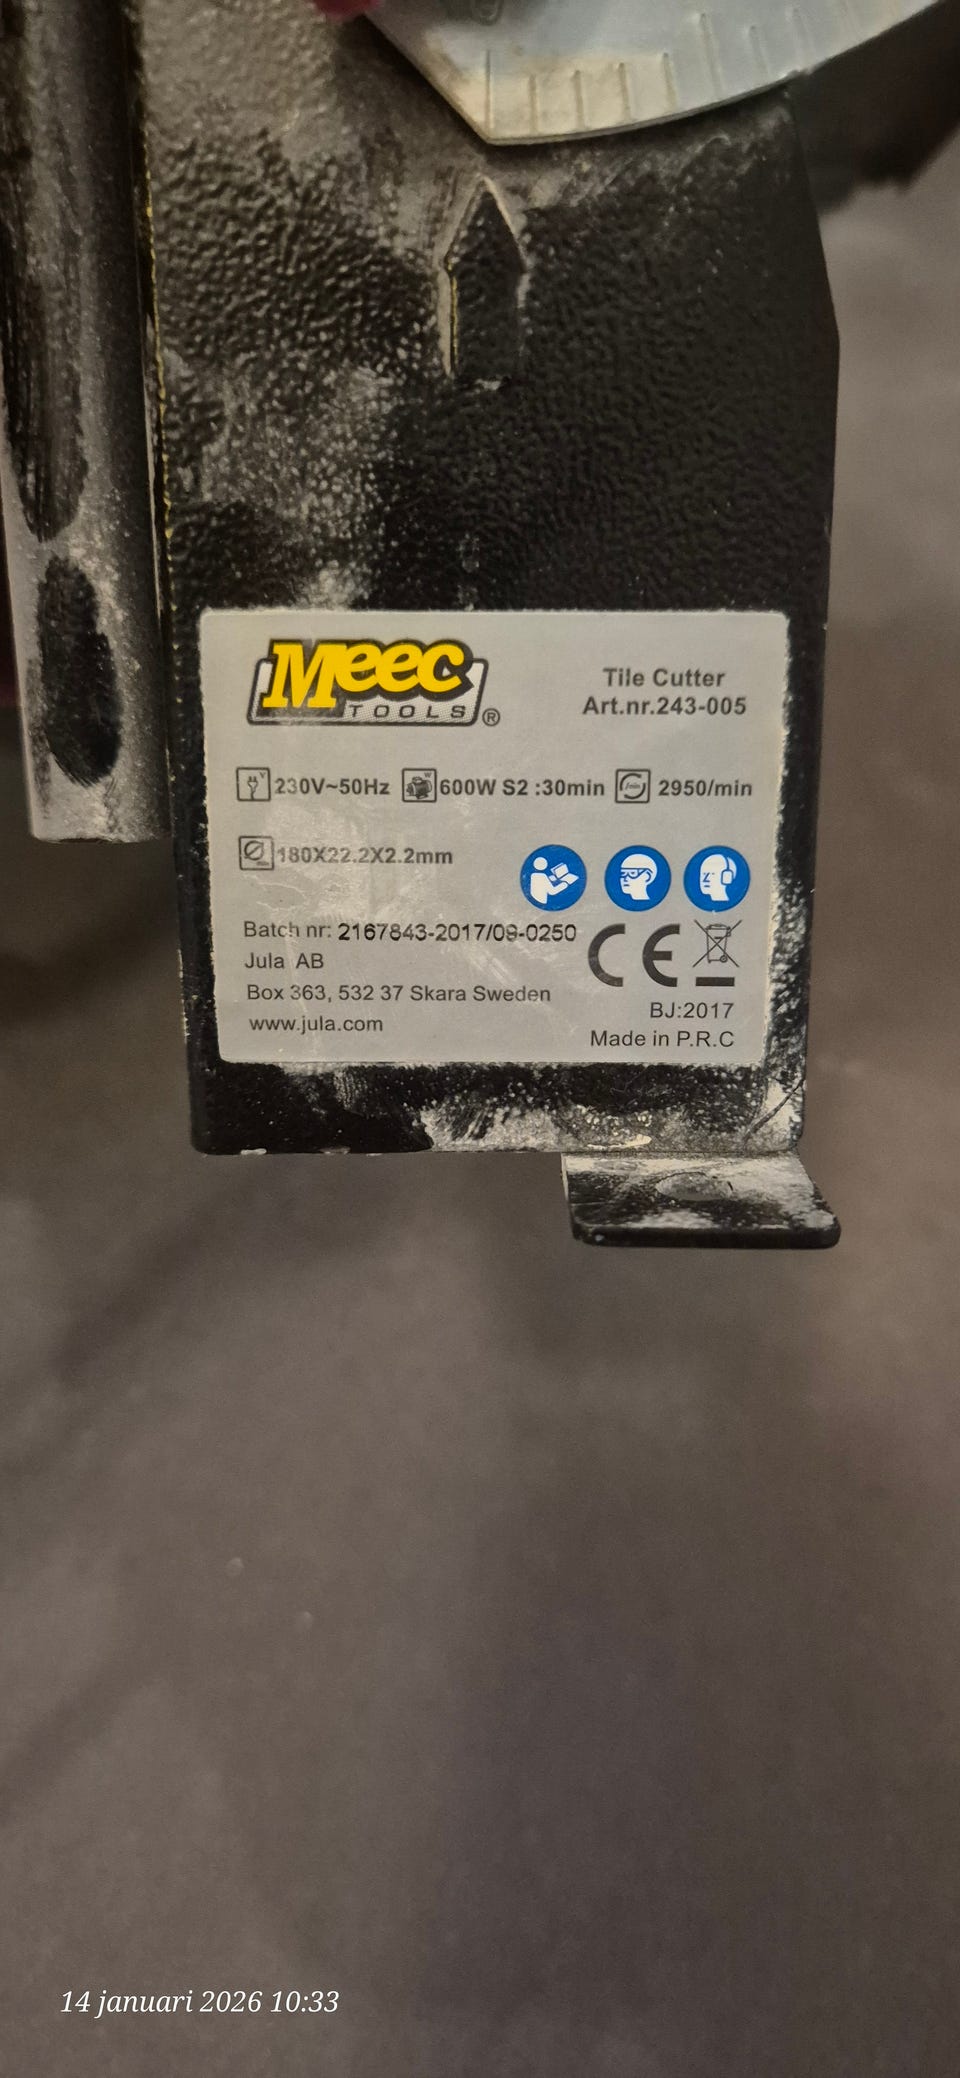 Meec
TOOLS®
Tile Cutter
Art.nr.243-005
230V~50Hz 600W S2 :30min 2950/min
180X22.2X2.2mm
Batch nr: 2167843-2017/09-0250
Jula AB
Box 363, 532 37 Skara Sweden
www.jula.com
CE
BJ:2017
Made in P.R.C
14 januari 2026 10:33